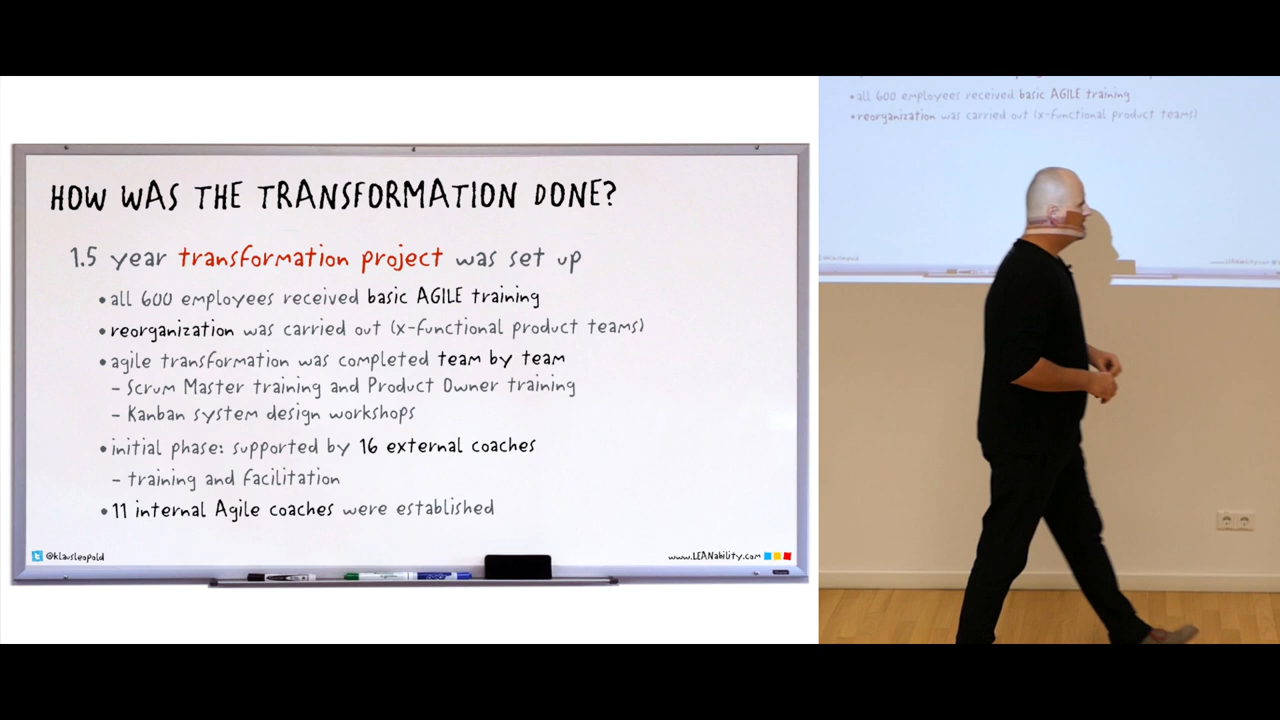 HOW WAS THE TRANSFORMATION DONE?
1.5 year transformation project was set up
•all 600 employees received basic AGILE training
•reorganization was carried out (x-functional product teams)
•agile transformation was completed team by team
- Scrum Master training and Product Owner training
- Kanban system design workshops
•initial phase: supported by 16 external coaches
- training and facilitation
•11 internal Agile coaches were established
@klausleopold
www.LEANability.com
•all 600 employees received basic AGILE training
•reorganization was carried out (x-functional product teams)